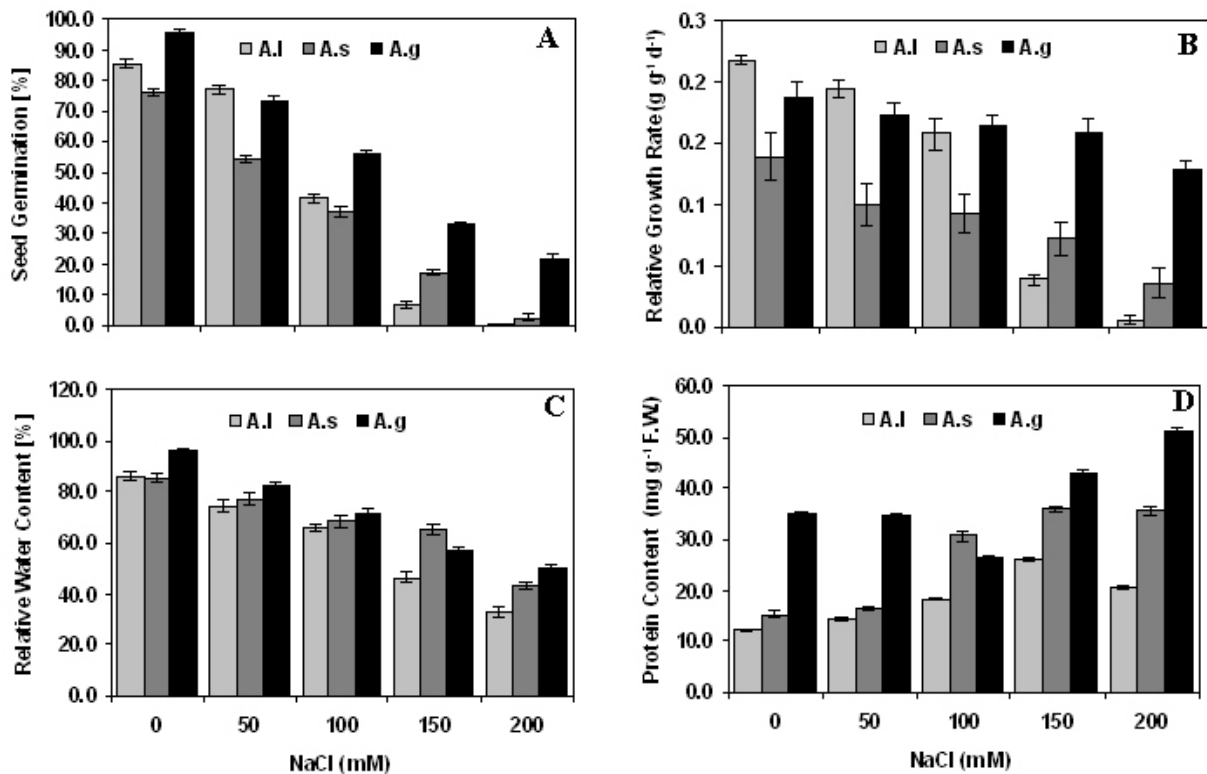 A
A.l A.s A.g
Seed Germination [%]
100.0
90.0
80.0
70.0
60.0
50.0
40.0
30.0
20.0
10.0
0.0
B
A.l A.s A.g
Relative Growth Rate (g g⁻¹ d⁻¹)
0.3
0.2
0.2
0.1
0.1
0.0
C
A.l A.s A.g
Relative Water Content [%]
120.0
100.0
80.0
60.0
40.0
20.0
0.0
0 50 100 150 200
NaCl (mM)
D
A.l A.s A.g
Protein Content (mg g⁻¹ F.W.)
60.0
50.0
40.0
30.0
20.0
10.0
0.0
0 50 100 150 200
NaCl (mM)